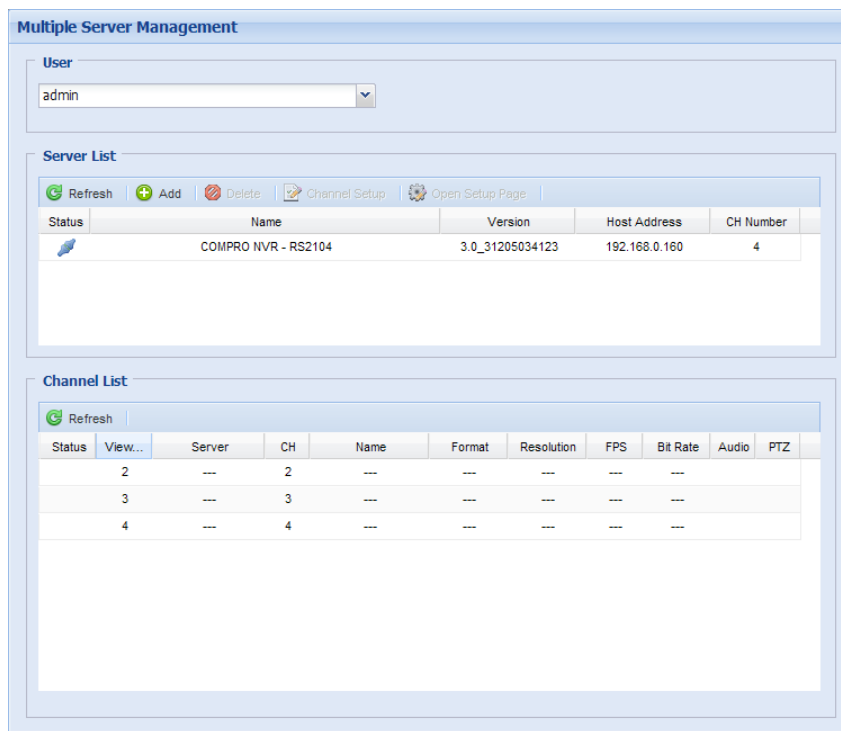 Multiple Server Management
User
admin
Server List
Refresh Add Delete Channel Setup Open Setup Page
Status Name Version Host Address CH Number
COMPRO NVR - RS2104 3.0_31205034123 192.168.0.160 4
Channel List
Refresh
Status View... Server CH Name Format Resolution FPS Bit Rate Audio PTZ
2 --- 2 --- --- --- --- ---
3 --- 3 --- --- --- --- ---
4 --- 4 --- --- --- --- ---